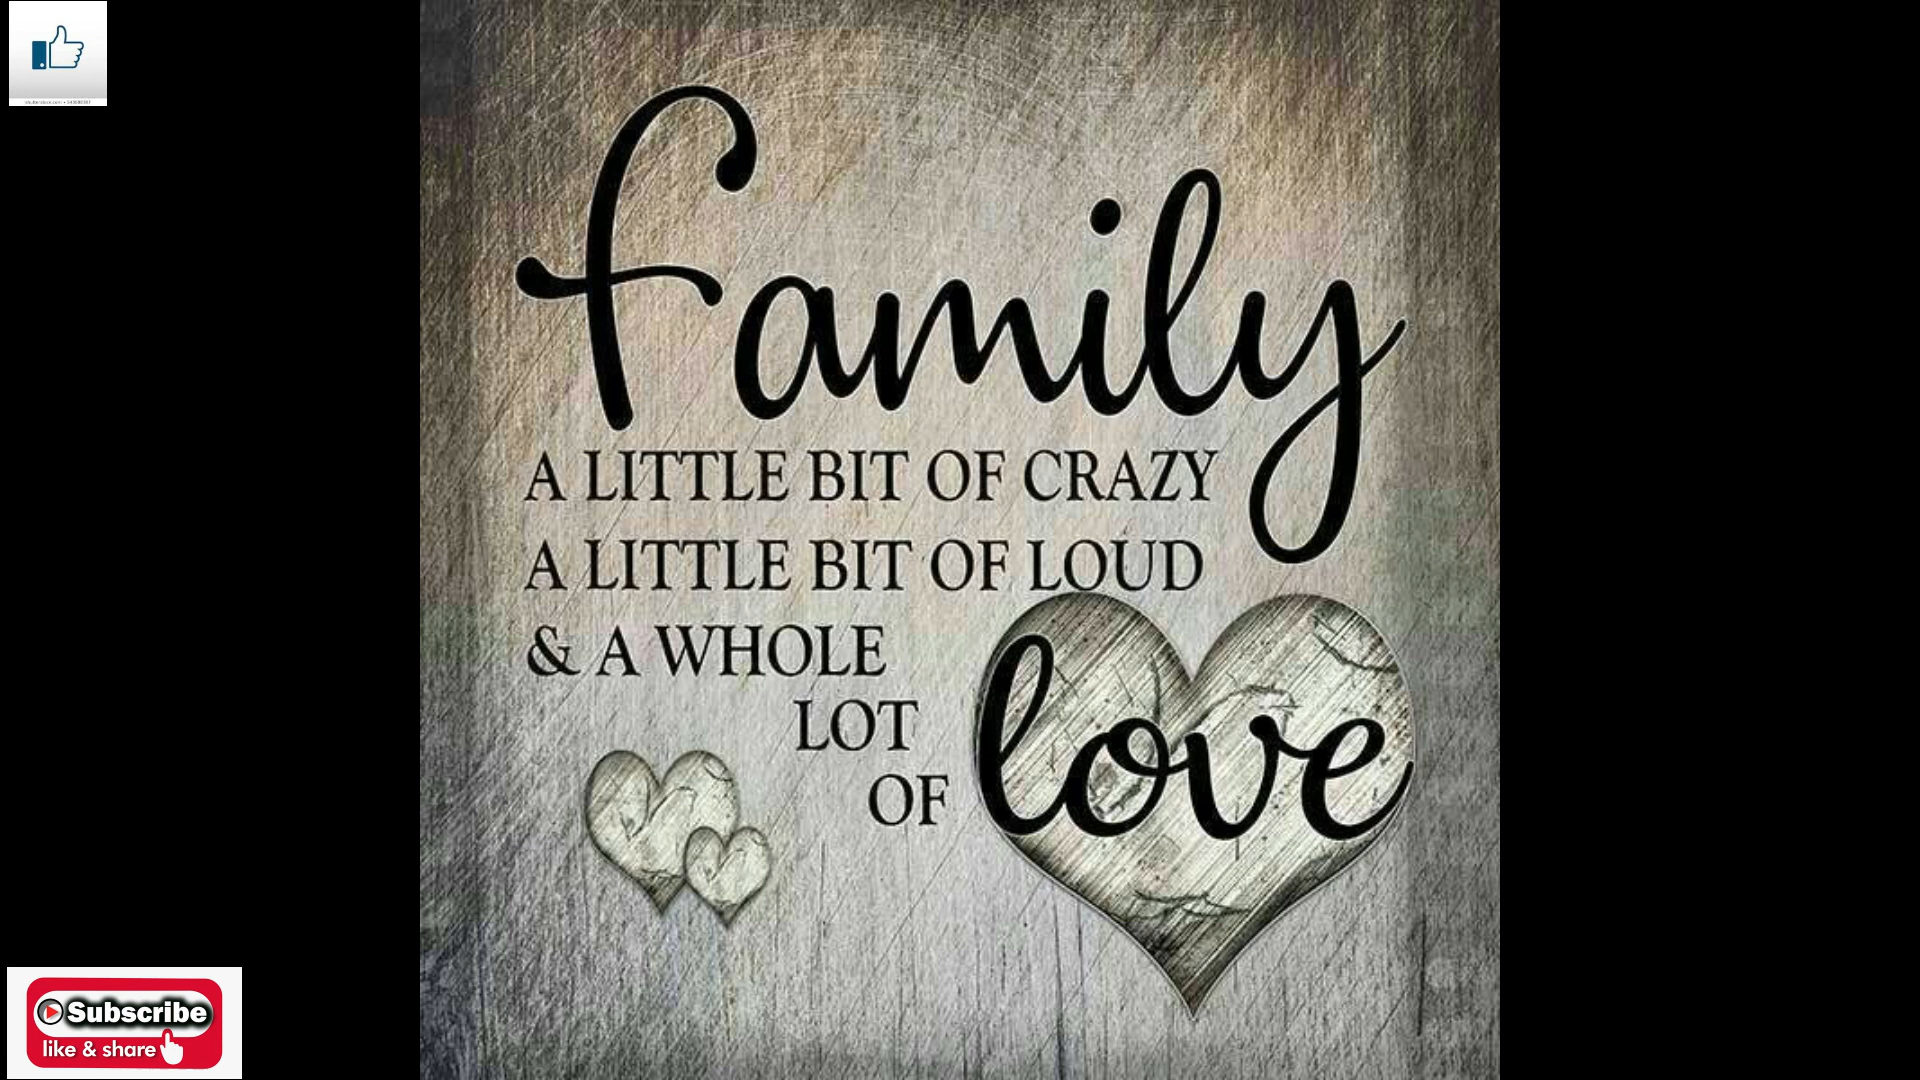 family
A LITTLE BIT OF CRAZY
A LITTLE BIT OF LOUD
& A WHOLE
LOT
OF love
Subscribe
like & share